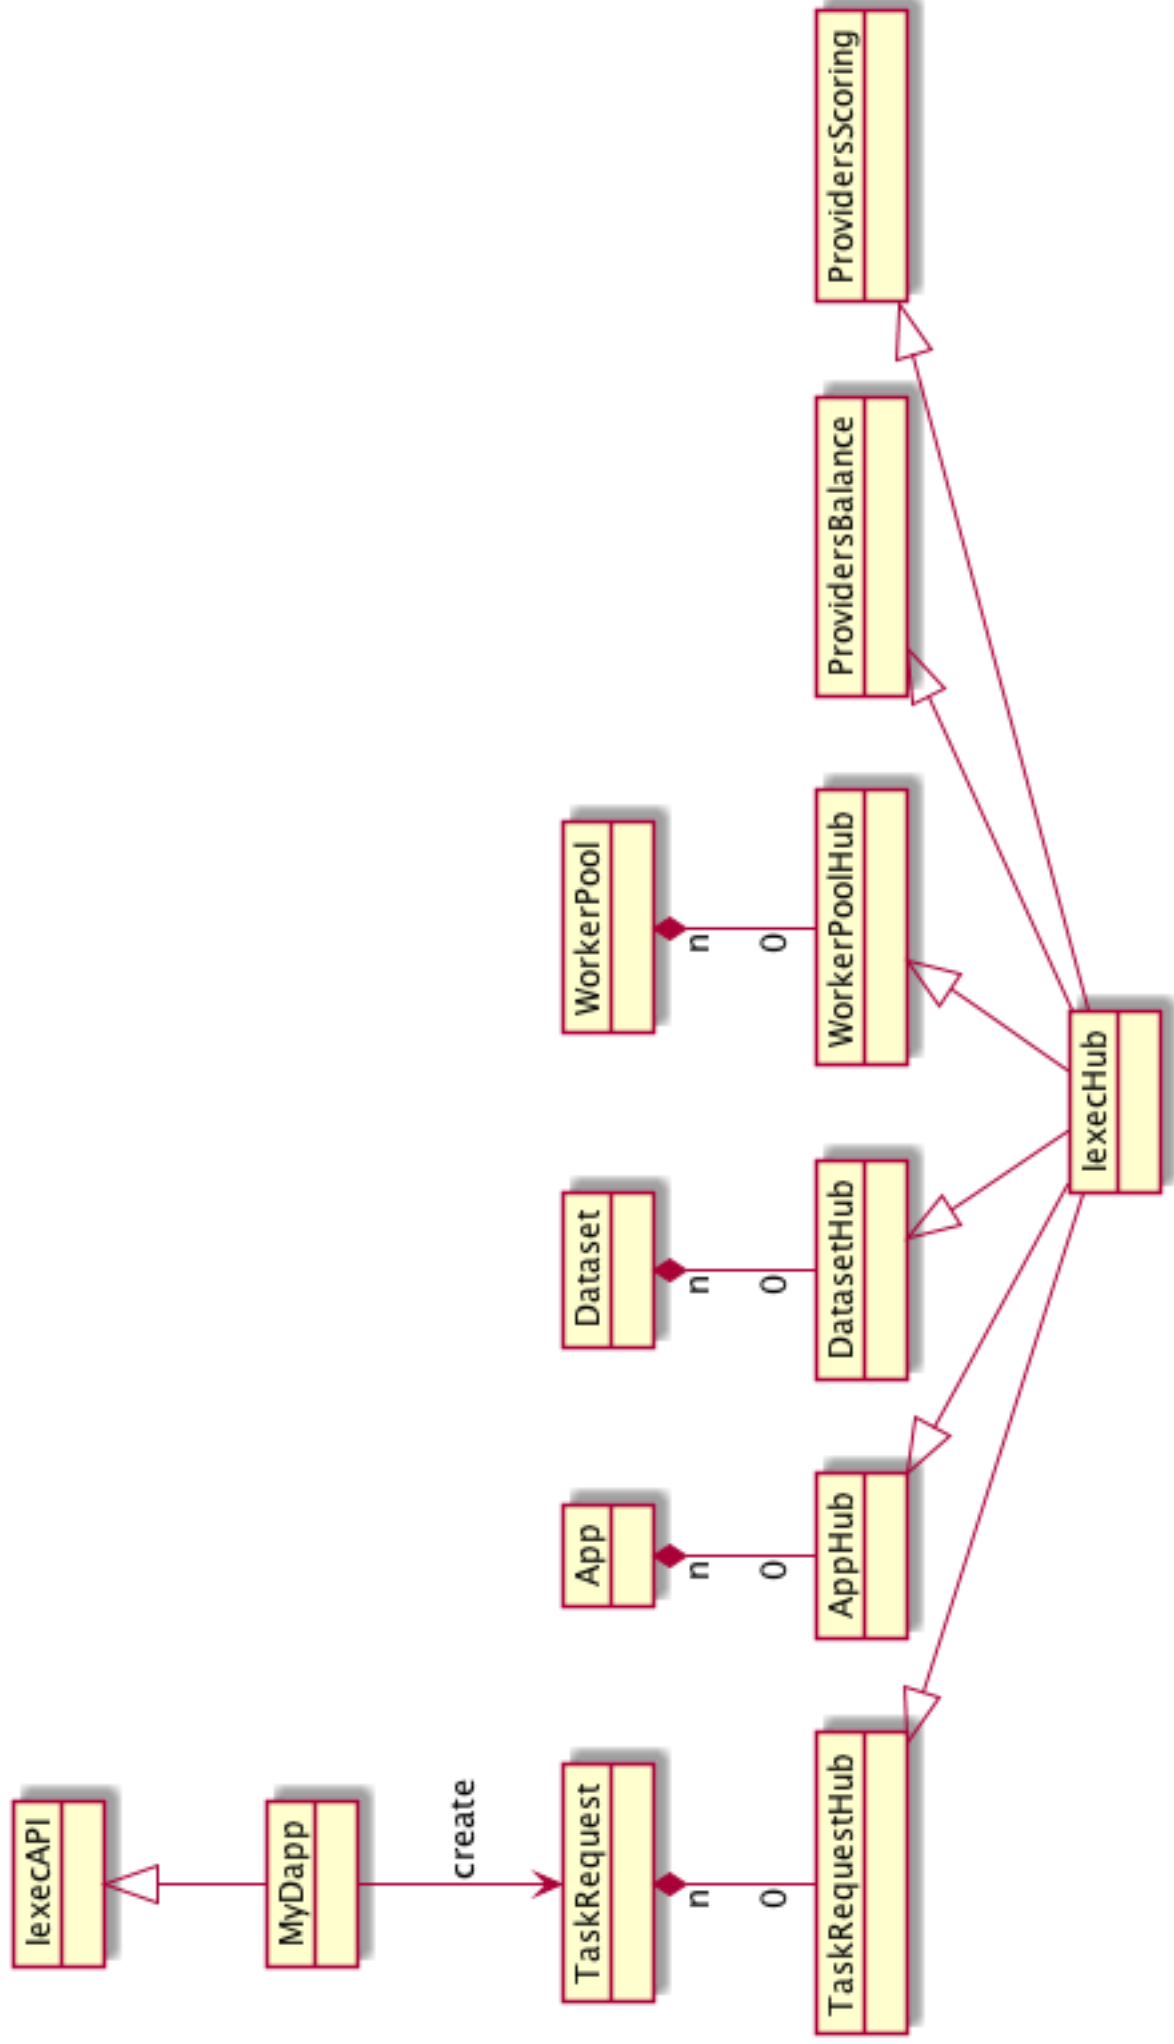 IexecAPI
MyDapp
create
TaskRequest
App
Dataset
WorkerPool
n
n
n
n
0
0
0
0
TaskRequestHub
AppHub
DatasetHub
WorkerPoolHub
ProvidersBalance
ProvidersScoring
IexecHub